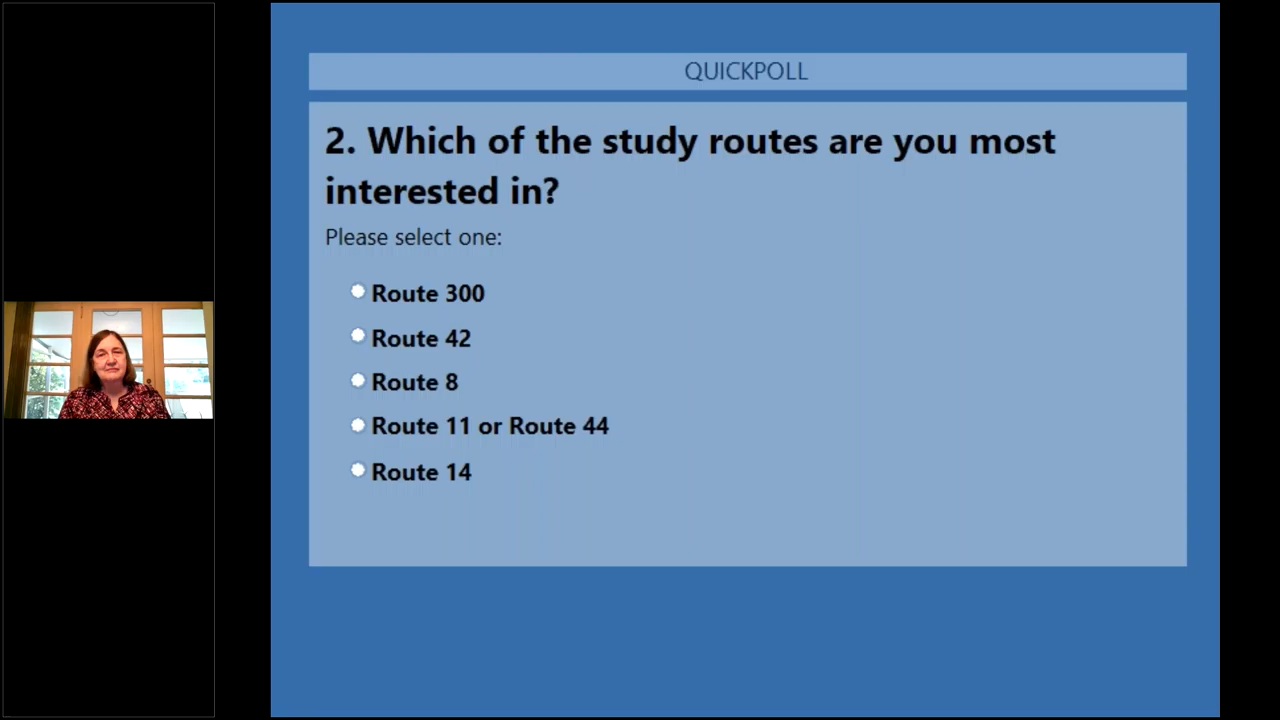 QUICKPOLL
2. Which of the study routes are you most
interested in?
Please select one:
Route 300
Route 42
Route 8
Route 11 or Route 44
Route 14